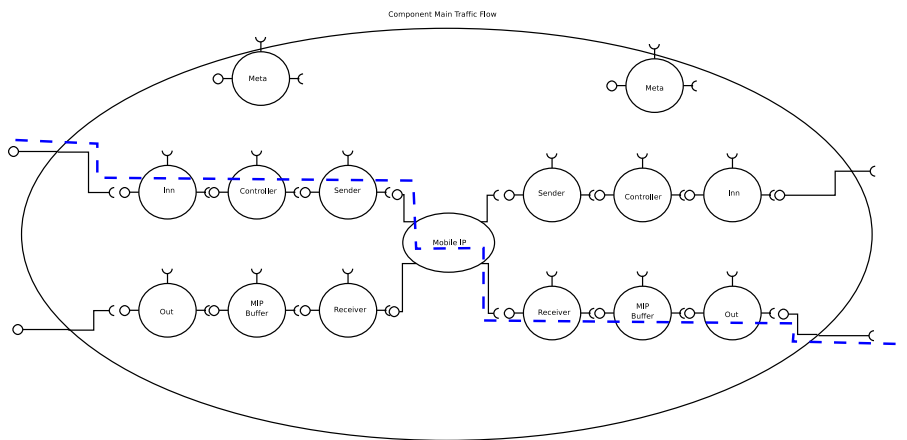 Component Main Traffic Flow
Meta
Meta
Inn
Controller
Sender
Sender
Controller
Inn
Mobile IP
Out
MIP
Buffer
Receiver
Receiver
MIP
Buffer
Out